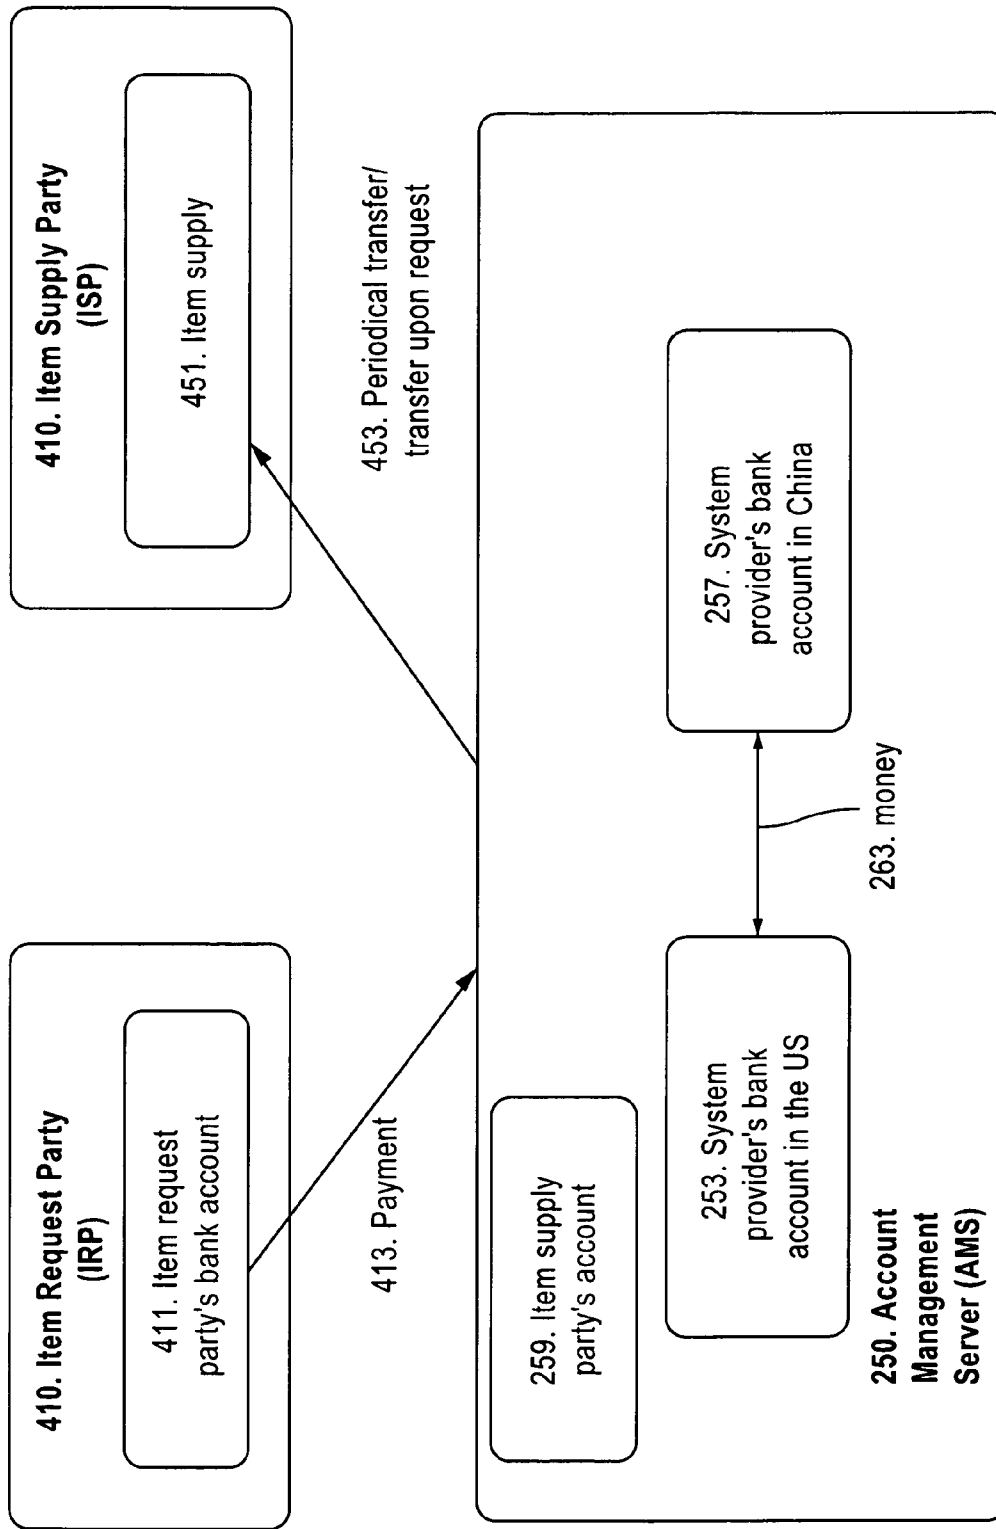 410. Item Request Party
(IRP)
411. Item request
party's bank account
410. Item Supply Party
(ISP)
451. Item supply
413. Payment
453. Periodical transfer/
transfer upon request
259. Item supply
party's account
253. System
provider's bank
account in the US
263. money
257. System
provider's bank
account in China
250. Account
Management
Server (AMS)